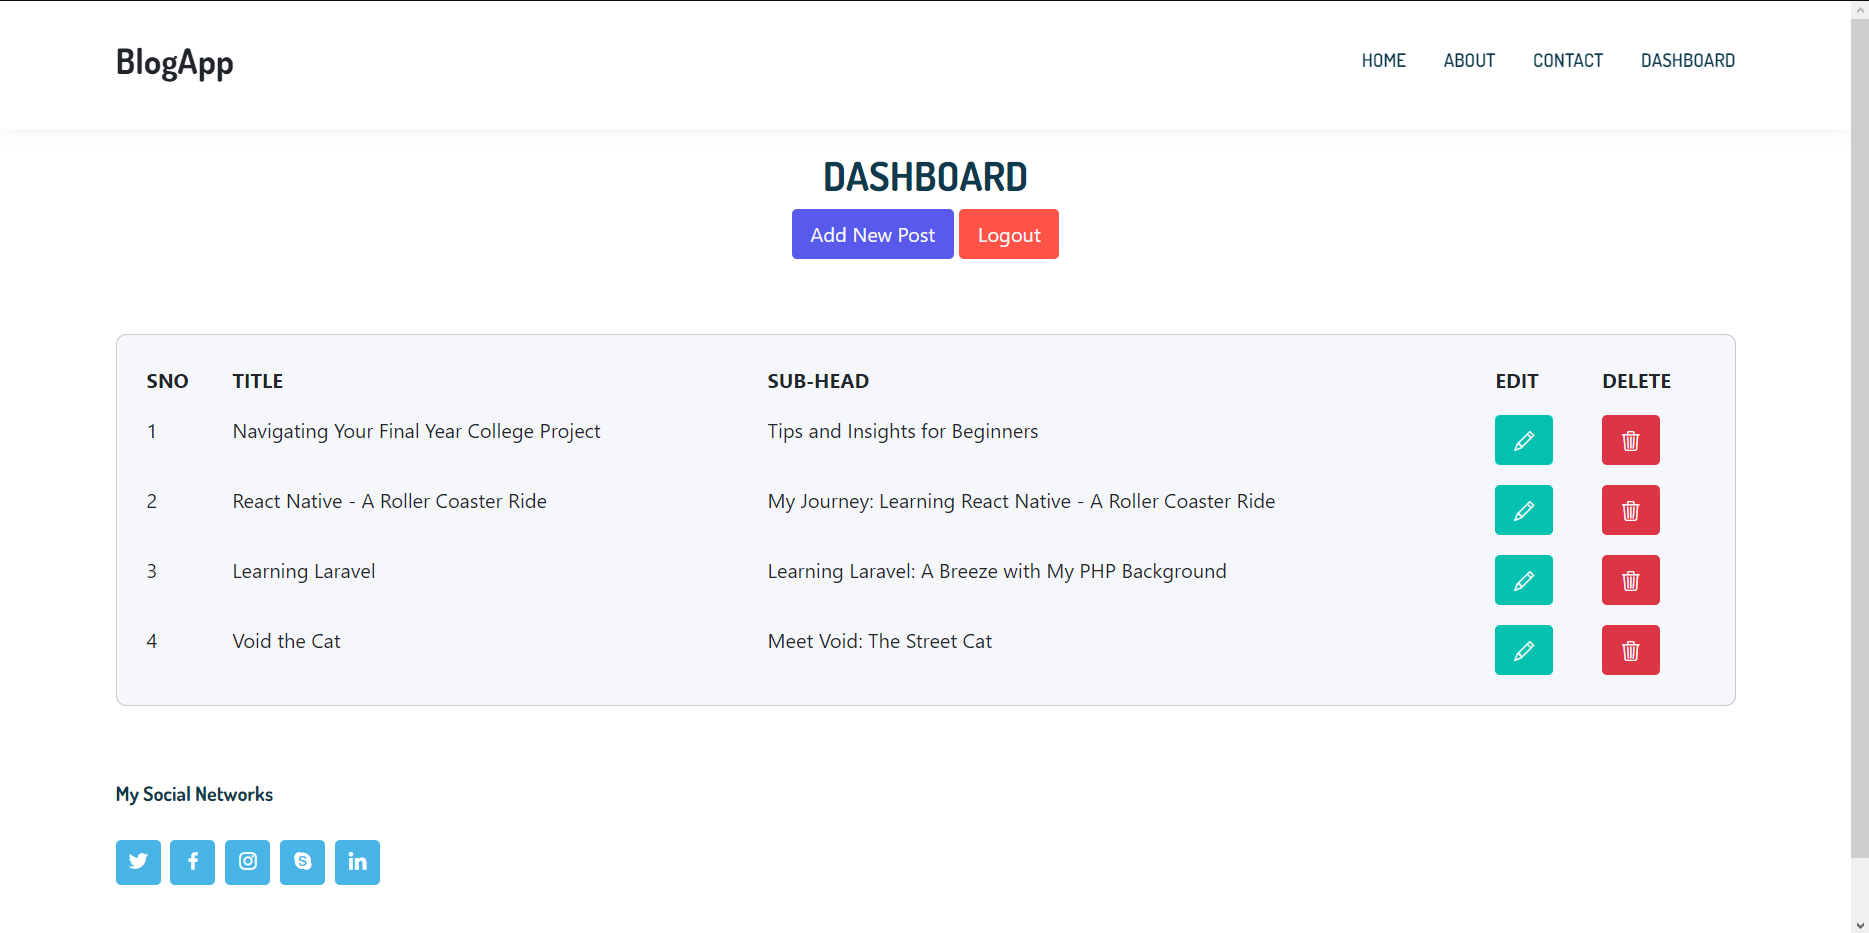 BlogApp
HOME ABOUT CONTACT DASHBOARD
DASHBOARD
Add New Post Logout
SNO TITLE SUB-HEAD EDIT DELETE
1 Navigating Your Final Year College Project Tips and Insights for Beginners
2 React Native - A Roller Coaster Ride My Journey: Learning React Native - A Roller Coaster Ride
3 Learning Laravel Learning Laravel: A Breeze with My PHP Background
4 Void the Cat Meet Void: The Street Cat
My Social Networks